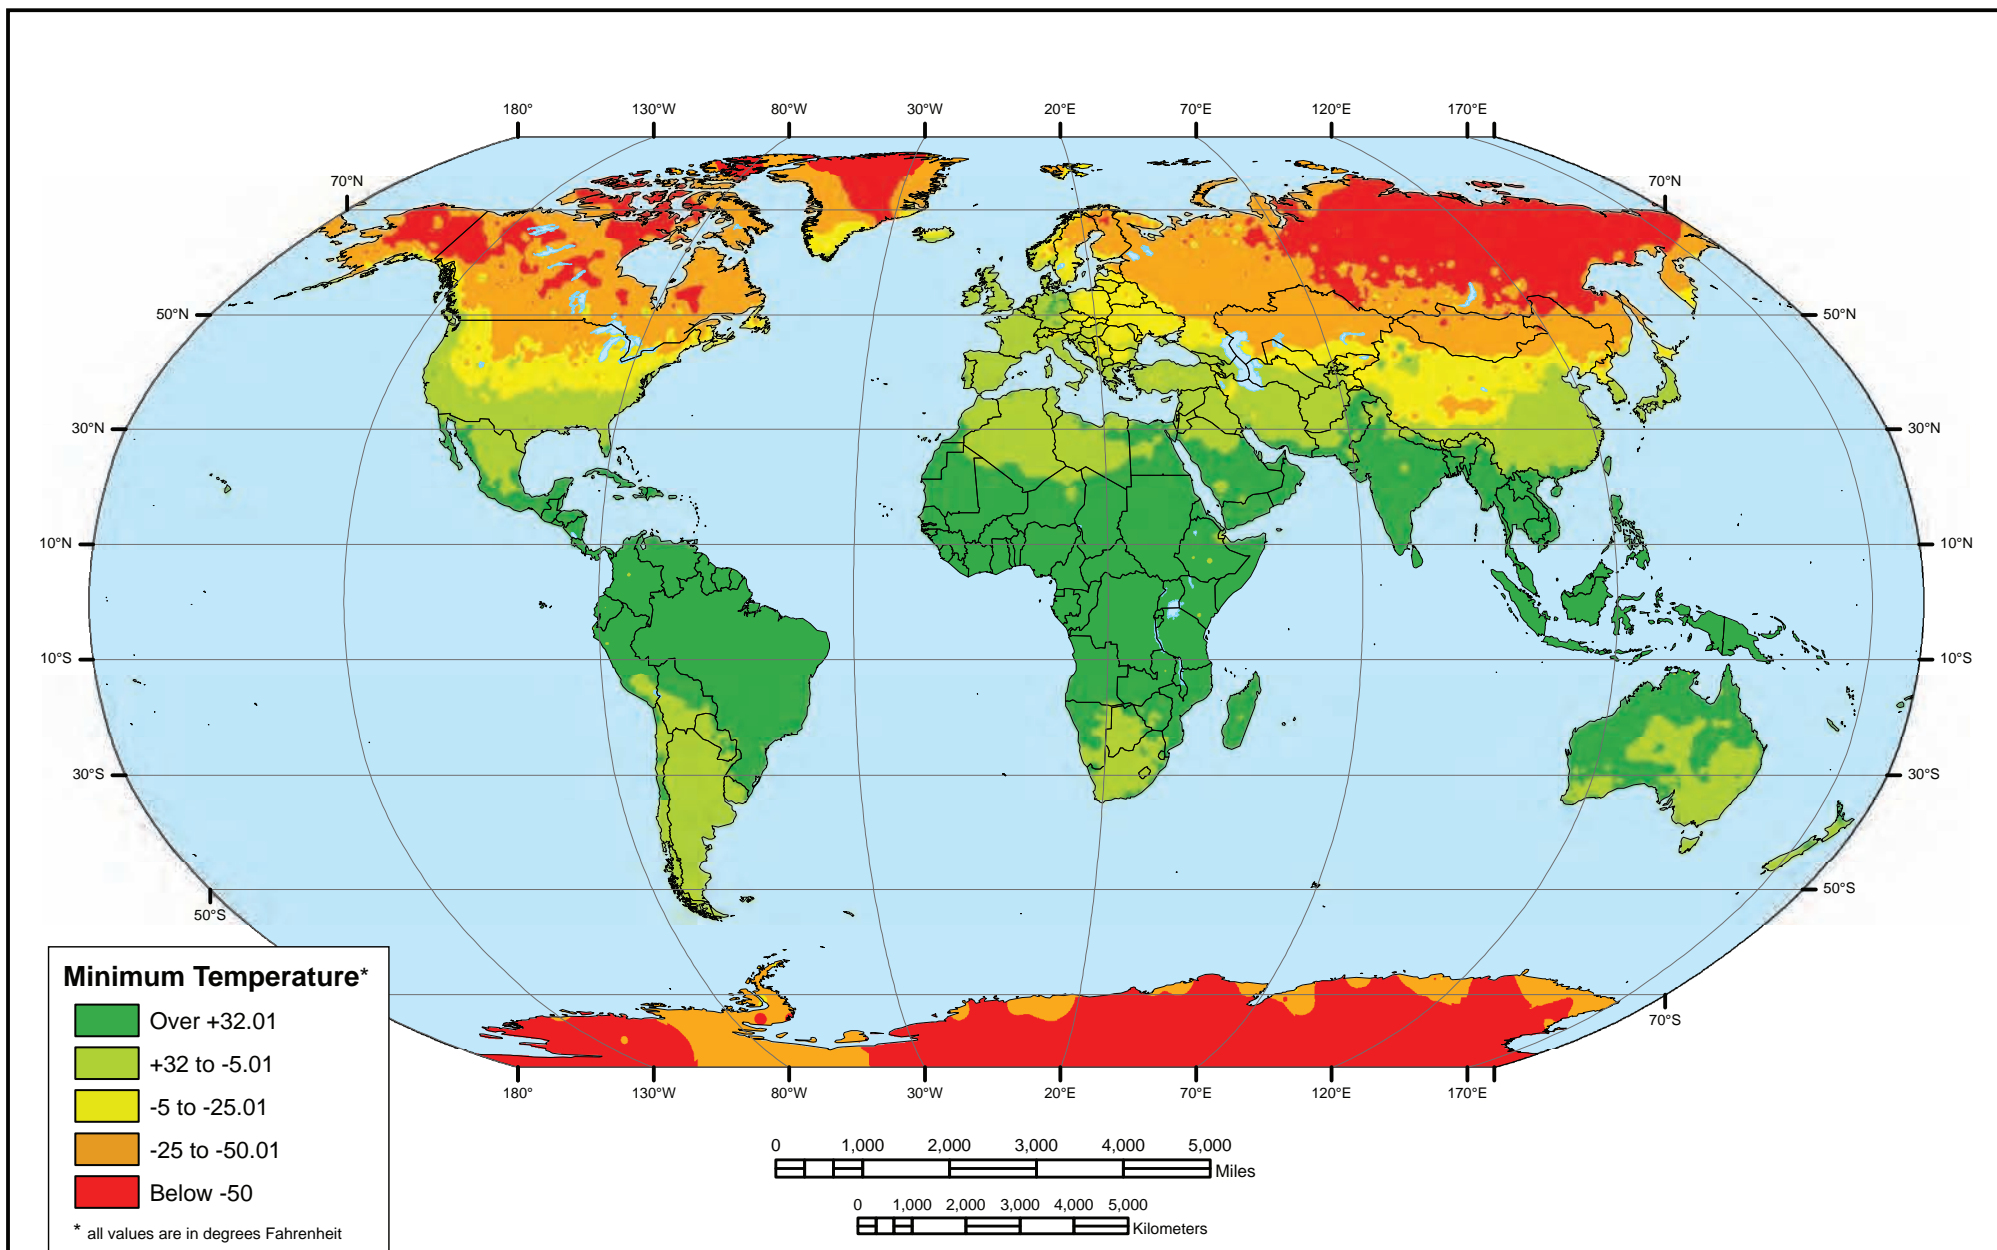 180° 130°W 80°W 30°W 20°E 70°E 120°E 170°E
70°N 70°N
50°N 50°N
30°N 30°N
10°N 10°N
10°S 10°S
30°S 30°S
50°S 50°S
70°S
180° 130°W 80°W 30°W 20°E 70°E 120°E 170°E
Minimum Temperature*
Over +32.01
+32 to -5.01
-5 to -25.01
-25 to -50.01
Below -50
* all values are in degrees Fahrenheit
0 1,000 2,000 3,000 4,000 5,000
Miles
0 1,000 2,000 3,000 4,000 5,000
Kilometers